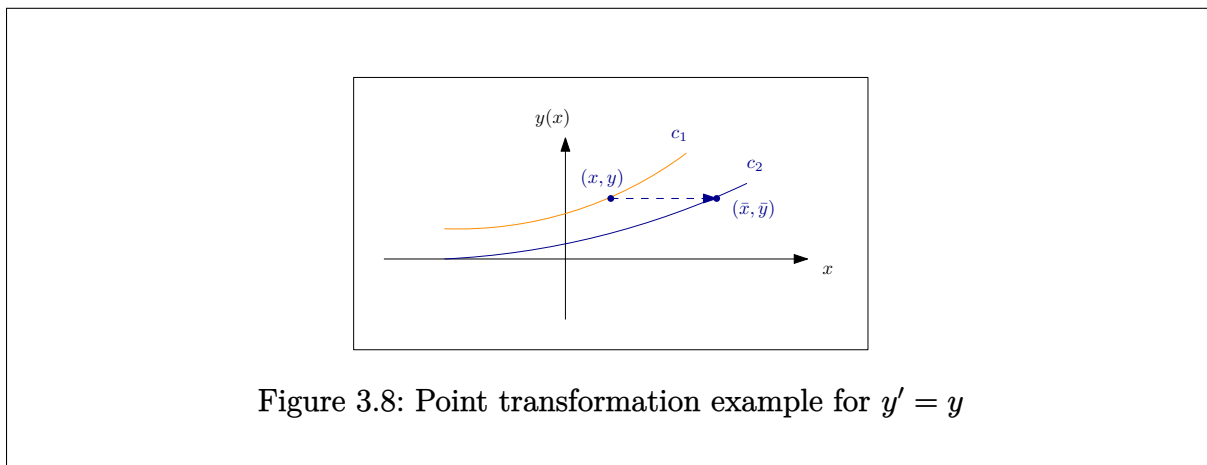 y(x)
c₁
c₂
(x, y)
(x̄, ȳ)
x
Figure 3.8: Point transformation example for y′ = y